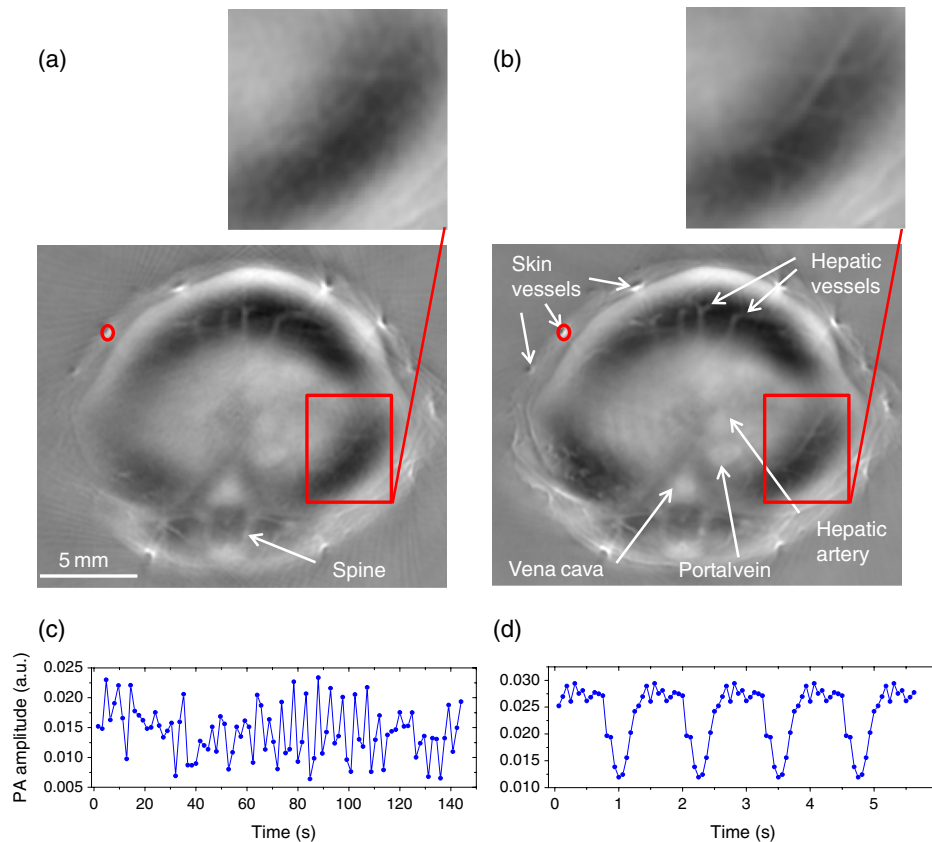 (a)
(b)
Skin
vessels
Hepatic
vessels
5 mm
Spine
Vena cava
Portalvein
Hepatic
artery
(c)
(d)
PA amplitude (a.u.)
0.025
0.020
0.015
0.010
0.005
0 20 40 60 80 100 120 140
Time (s)
0.030
0.025
0.020
0.015
0.010
0 1 2 3 4 5
Time (s)